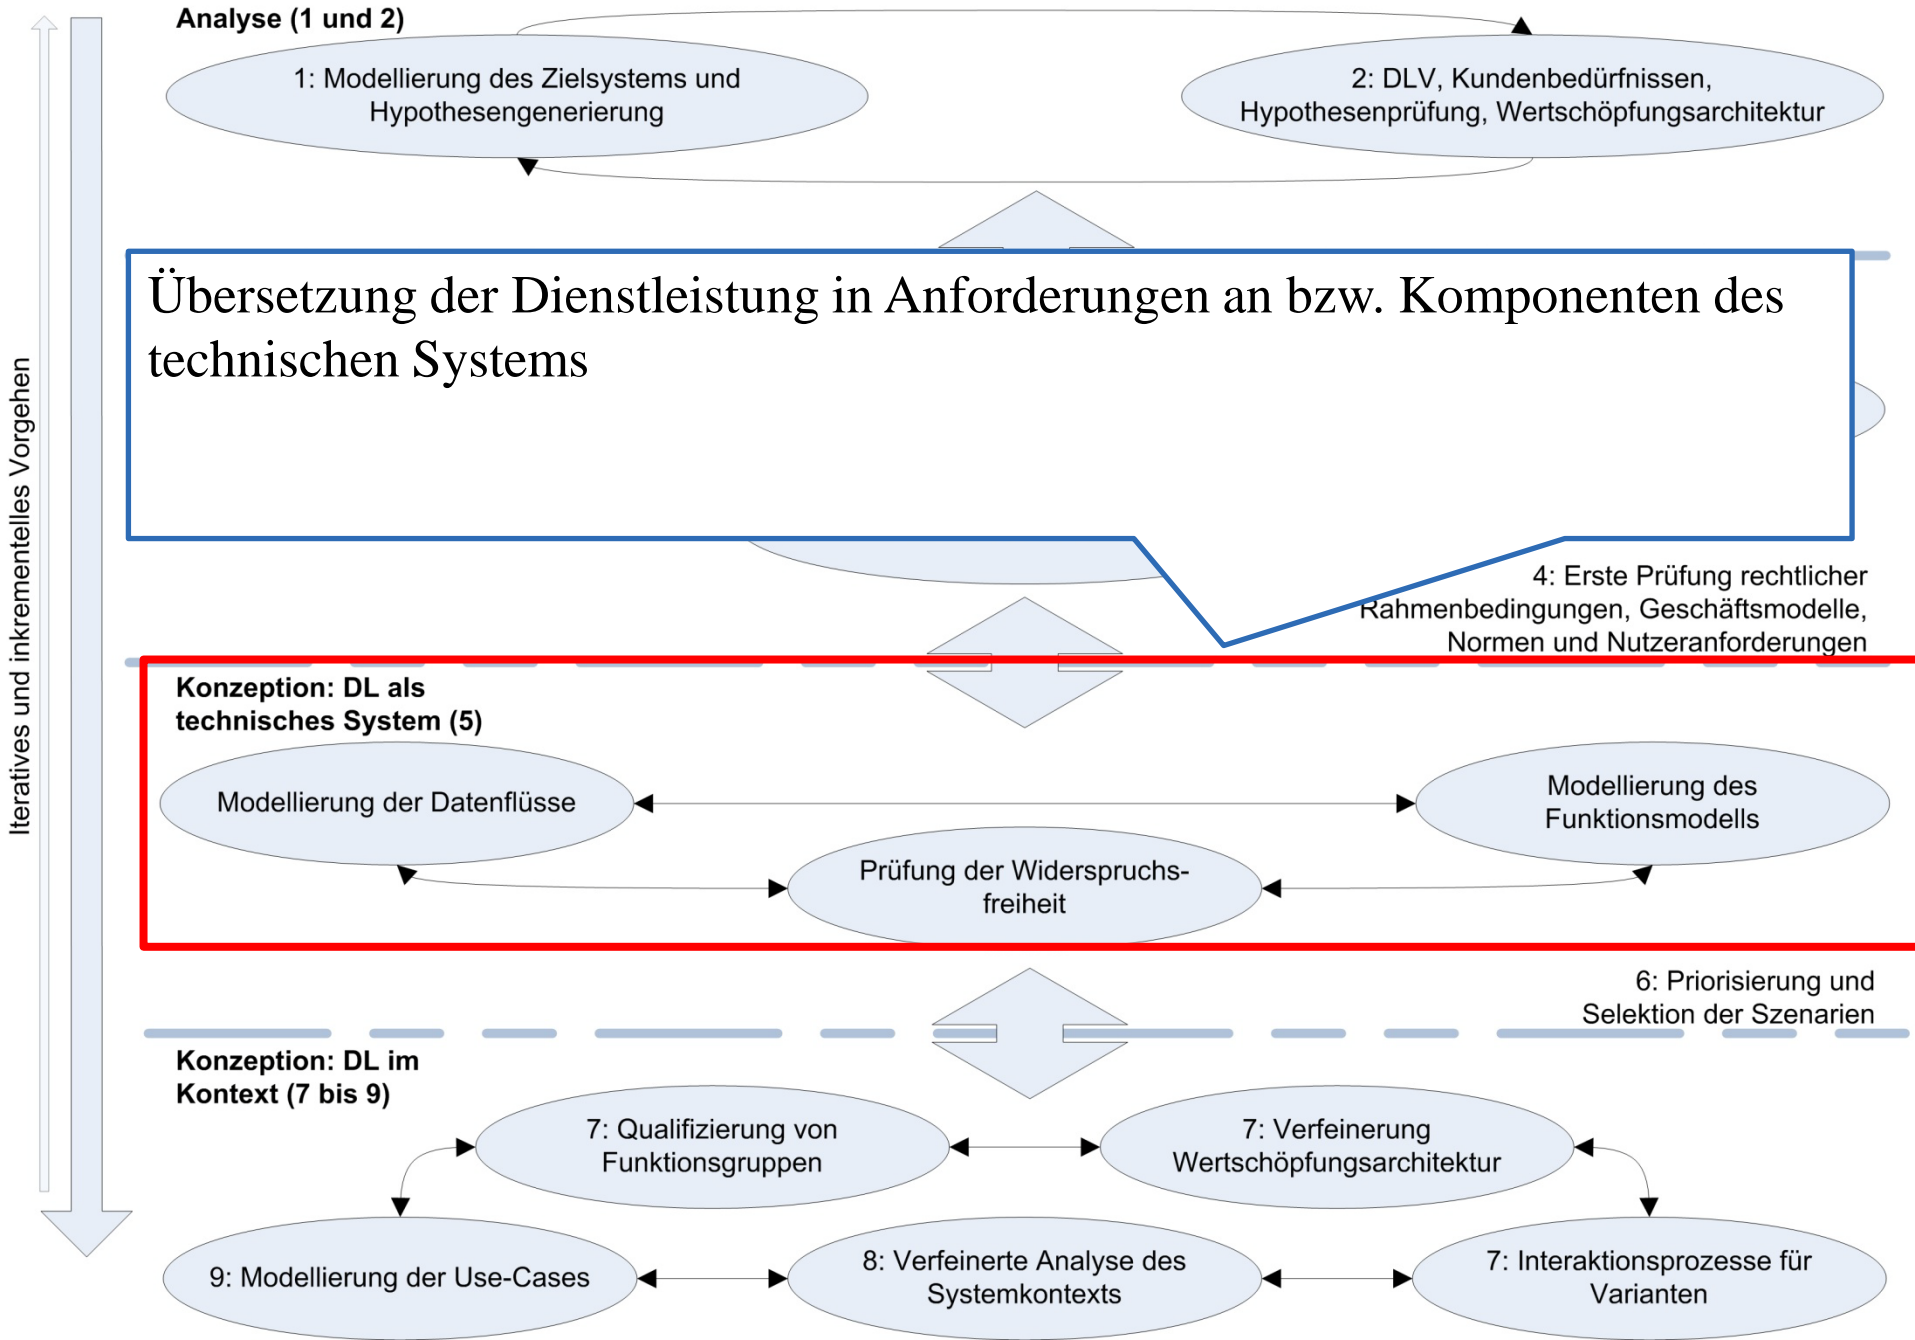 Analyse (1 und 2)
1: Modellierung des Zielsystems und
Hypothesengenerierung
2: DLV, Kundenbedürfnissen,
Hypothesenprüfung, Wertschöpfungsarchitektur
Übersetzung der Dienstleistung in Anforderungen an bzw. Komponenten des
technischen Systems
Iteratives und inkrementelles Vorgehen
4: Erste Prüfung rechtlicher
Rahmenbedingungen, Geschäftsmodelle,
Normen und Nutzeranforderungen
Konzeption: DL als
technisches System (5)
Modellierung der Datenflüsse
Modellierung des
Funktionsmodells
Prüfung der Widerspruchs-
freiheit
6: Priorisierung und
Selektion der Szenarien
Konzeption: DL im
Kontext (7 bis 9)
7: Qualifizierung von
Funktionsgruppen
7: Verfeinerung
Wertschöpfungsarchitektur
9: Modellierung der Use-Cases
8: Verfeinerte Analyse des
Systemkontexts
7: Interaktionsprozesse für
Varianten